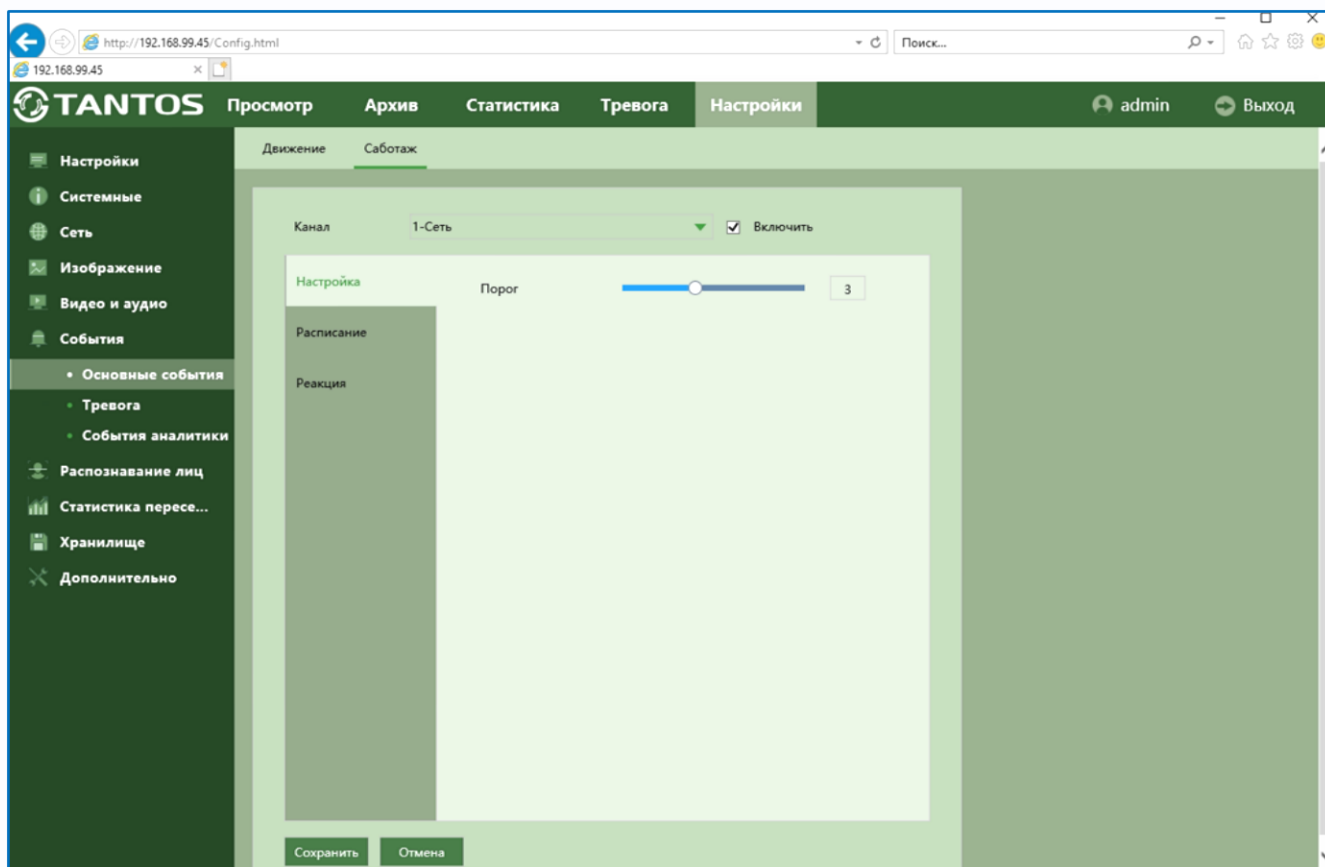 http://192.168.99.45/Config.html
Поиск...
192.168.99.45
TANTOS
Просмотр
Архив
Статистика
Тревога
Настройки
admin
Выход
Настройки
Системные
Сеть
Изображение
Видео и аудио
События
• Основные события
• Тревога
• События аналитики
Распознавание лиц
Статистика пересе...
Хранилище
Дополнительно
Движение
Саботаж
Канал
1-Сеть
Включить
Настройка
Расписание
Реакция
Порог
3
Сохранить
Отмена